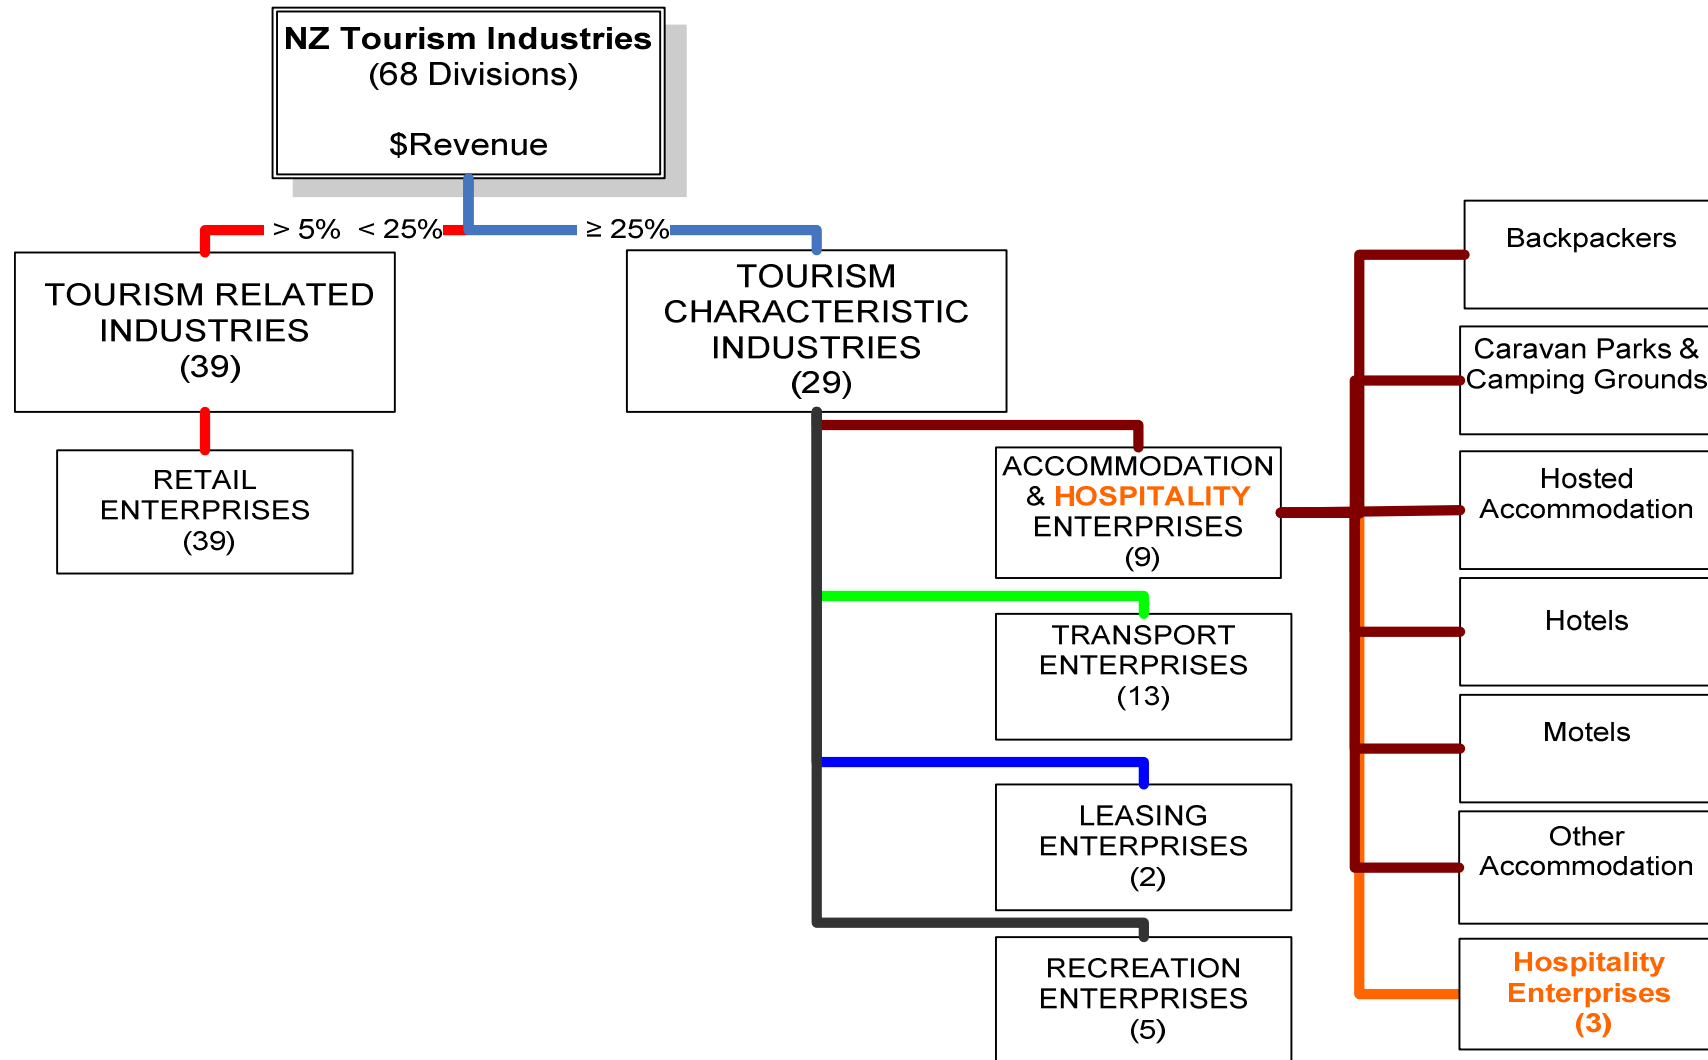 NZ Tourism Industries
(68 Divisions)
$Revenue
> 5% < 25%
≥ 25%
TOURISM RELATED
INDUSTRIES
(39)
TOURISM
CHARACTERISTIC
INDUSTRIES
(29)
RETAIL
ENTERPRISES
(39)
ACCOMMODATION
& HOSPITALITY
ENTERPRISES
(9)
TRANSPORT
ENTERPRISES
(13)
LEASING
ENTERPRISES
(2)
RECREATION
ENTERPRISES
(5)
Backpackers
Caravan Parks &
Camping Grounds
Hosted
Accommodation
Hotels
Motels
Other
Accommodation
Hospitality
Enterprises
(3)